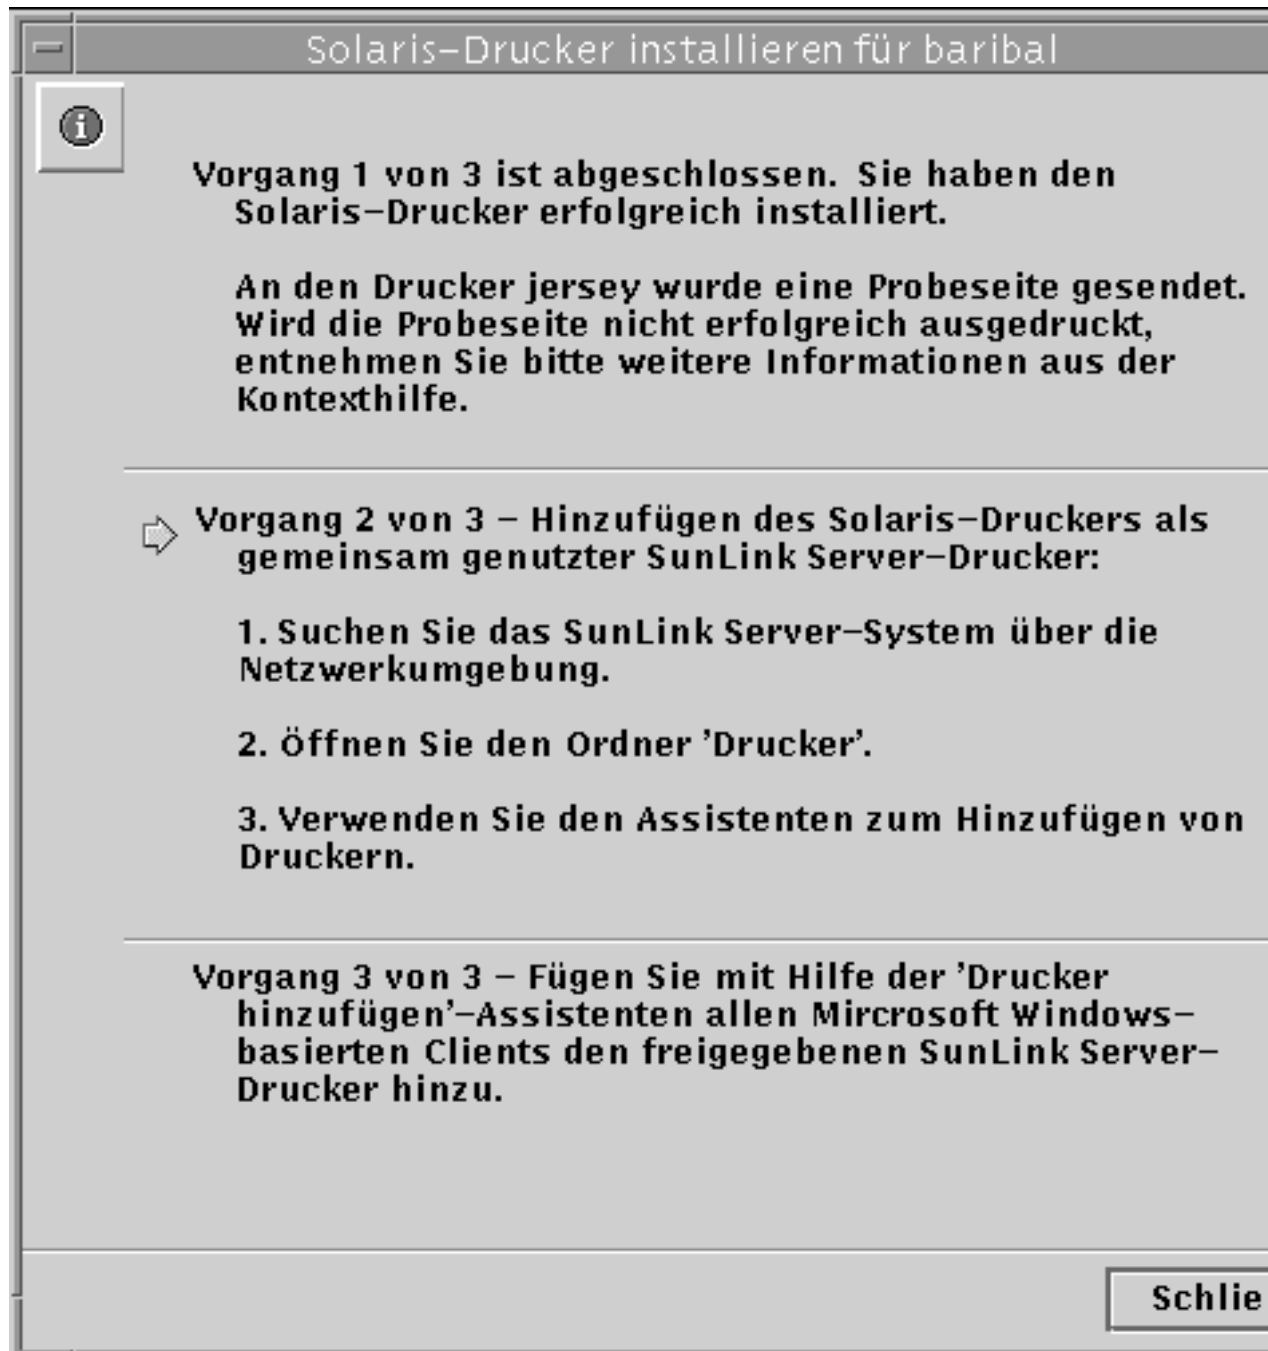 Solaris–Drucker installieren für baribal
Vorgang 1 von 3 ist abgeschlossen. Sie haben den
Solaris–Drucker erfolgreich installiert.
An den Drucker jersey wurde eine Probeseite gesendet.
Wird die Probeseite nicht erfolgreich ausgedruckt,
entnehmen Sie bitte weitere Informationen aus der
Kontexthilfe.
Vorgang 2 von 3 – Hinzufügen des Solaris–Druckers als
gemeinsam genutzter SunLink Server–Drucker:
1. Suchen Sie das SunLink Server–System über die
Netzwerkumgebung.
2. Öffnen Sie den Ordner ’Drucker’.
3. Verwenden Sie den Assistenten zum Hinzufügen von
Druckern.
Vorgang 3 von 3 – Fügen Sie mit Hilfe der ’Drucker
hinzufügen’–Assistenten allen Mircrosoft Windows–
basierten Clients den freigegebenen SunLink Server–
Drucker hinzu.
Schlie